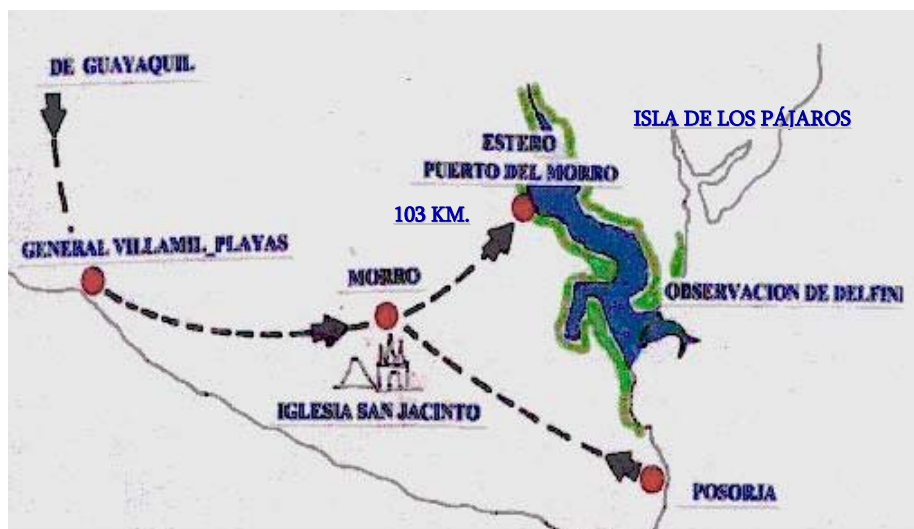 DE GUAYAQUIL
ISLA DE LOS PÁJAROS
ESTERO
PUERTO DEL MORRO
103 KM.
GENERAL VILLAMIL_PLAYAS
MORRO
OBSERVACION DE DELFINI
IGLESIA SAN JACINTO
POSORJA